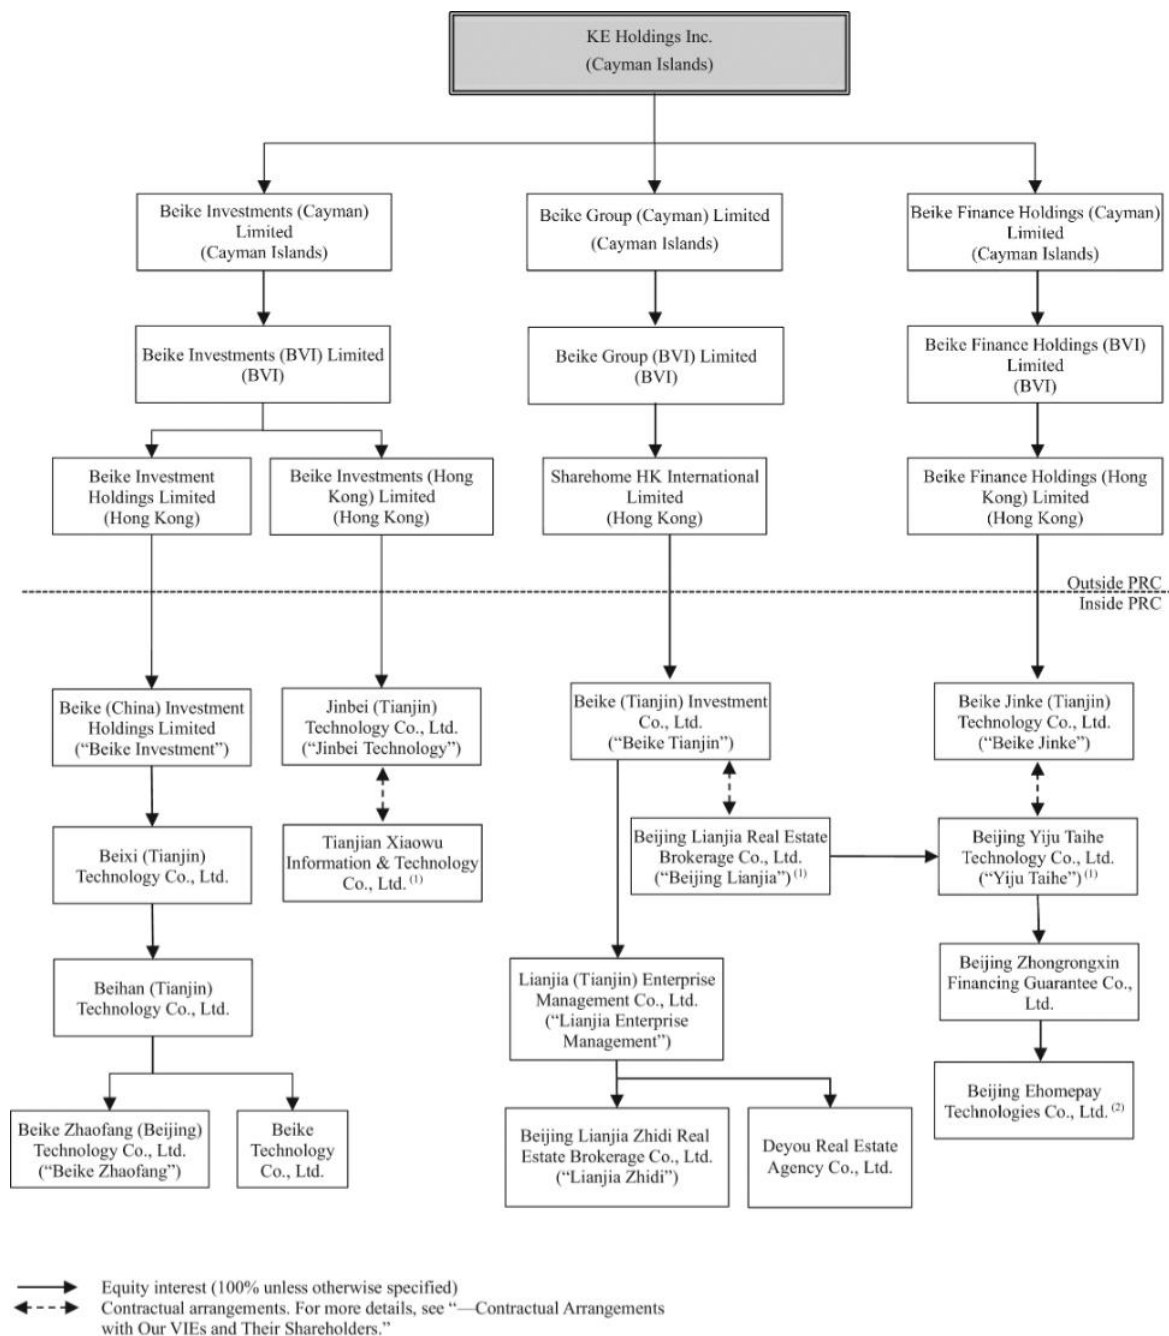 KE Holdings Inc.
(Cayman Islands)
Beike Investments (Cayman)
Limited
(Cayman Islands)
Beike Group (Cayman) Limited
(Cayman Islands)
Beike Finance Holdings (Cayman)
Limited
(Cayman Islands)
Beike Investments (BVI) Limited
(BVI)
Beike Group (BVI) Limited
(BVI)
Beike Finance Holdings (BVI)
Limited
(BVI)
Beike Investment
Holdings Limited
(Hong Kong)
Beike Investments (Hong
Kong) Limited
(Hong Kong)
Sharehome HK International
Limited
(Hong Kong)
Beike Finance Holdings (Hong
Kong) Limited
(Hong Kong)
Outside PRC
Inside PRC
Beike (China) Investment
Holdings Limited
(“Beike Investment”)
Jinbei (Tianjin)
Technology Co., Ltd.
(“Jinbei Technology”)
Beike (Tianjin) Investment
Co., Ltd.
(“Beike Tianjin”)
Beike Jinke (Tianjin)
Technology Co., Ltd.
(“Beike Jinke”)
Beixi (Tianjin)
Technology Co., Ltd.
Tianjian Xiaowu
Information & Technology
Co., Ltd. (1)
Beijing Lianjia Real Estate
Brokerage Co., Ltd.
(“Beijing Lianjia”) (1)
Beijing Yiju Taihe
Technology Co., Ltd.
(“Yiju Taihe”) (1)
Beihan (Tianjin)
Technology Co., Ltd.
Lianjia (Tianjin) Enterprise
Management Co., Ltd.
(“Lianjia Enterprise
Management”)
Beijing Zhongrongxin
Financing Guarantee Co.,
Ltd.
Beijing Ehomepay
Technologies Co., Ltd. (2)
Beike Zhaofang (Beijing)
Technology Co., Ltd.
(“Beike Zhaofang”)
Beike
Technology
Co., Ltd.
Beijing Lianjia Zhidi Real
Estate Brokerage Co., Ltd.
(“Lianjia Zhidi”)
Deyou Real Estate
Agency Co., Ltd.
Equity interest (100% unless otherwise specified)
Contractual arrangements. For more details, see “—Contractual Arrangements
with Our VIEs and Their Shareholders.”